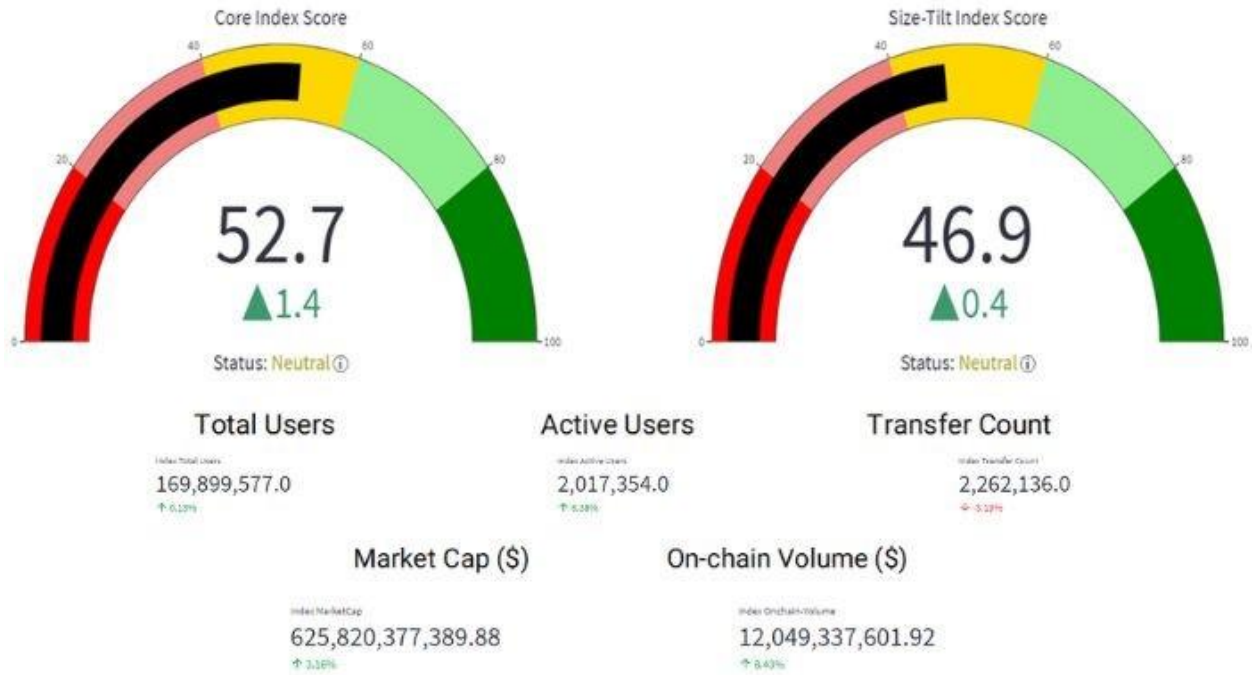 Core Index Score
Size-Tilt Index Score
40
60
40
60
20
80
20
80
52.7
46.9
▲1.4
▲0.4
0
100
0
100
Status: Neutral ⓘ
Status: Neutral ⓘ
Total Users
Active Users
Transfer Count
Index Total Users
Index Active Users
Index Transfer Count
169,899,577.0
2,017,354.0
2,262,136.0
Market Cap ($)
On-chain Volume ($)
Index MarketCap
Index Onchain-Volume
625,820,377,389.88
12,049,337,601.92